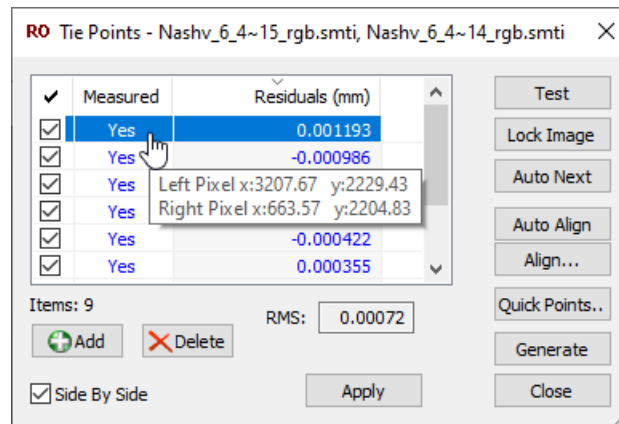 RO Tie Points - Nashv_6_4~15_rgb.smti, Nashv_6_4~14_rgb.smti
Measured Residuals (mm)
Yes 0.001193
Yes -0.000986
Yes
Yes
Left Pixel x:3207.67 y:2229.43
Right Pixel x:663.57 y:2204.83
Yes -0.000422
Yes 0.000355
Items: 9
RMS: 0.00072
Add Delete
Side By Side
Apply
Test
Lock Image
Auto Next
Auto Align
Align...
Quick Points..
Generate
Close